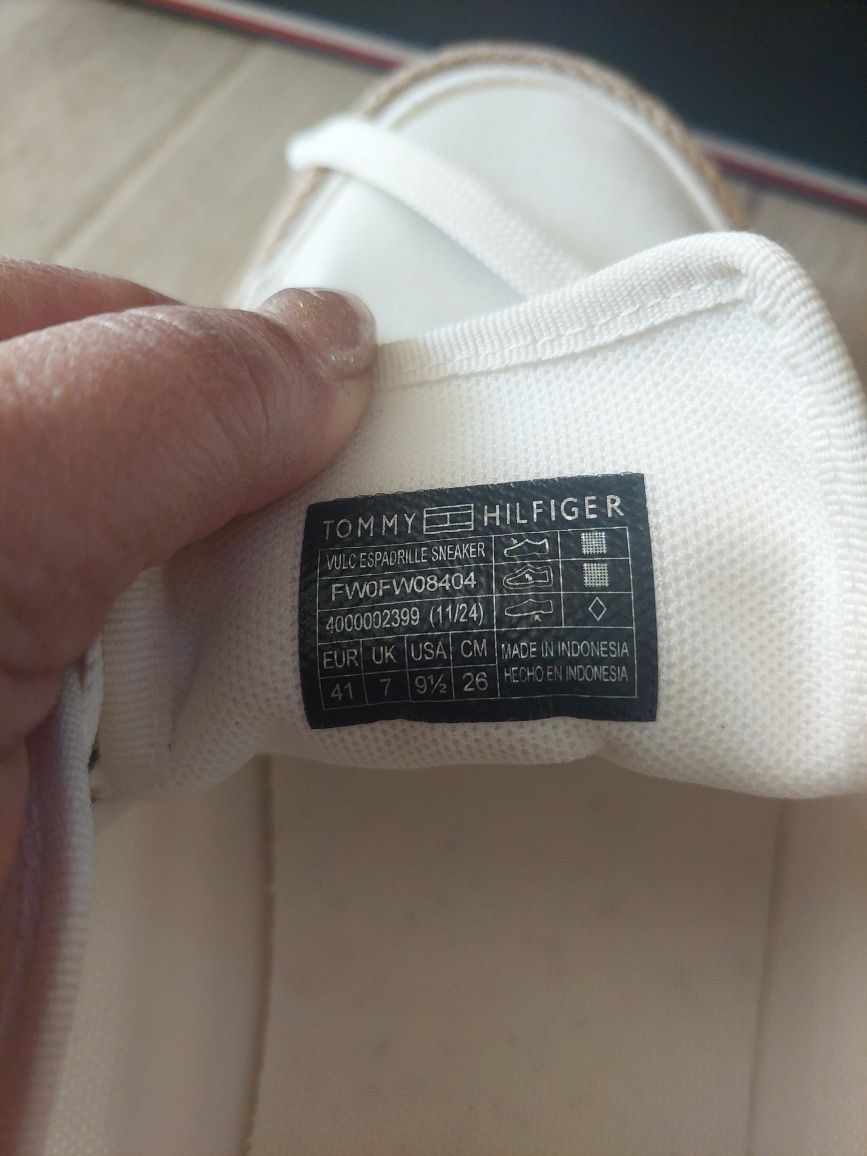 TOMMY HILFIGER
VULC ESPADRILLE SNEAKER
FW0FW08404
4000002399 (11/24)
EUR UK USA CM
41 7 9½ 26
MADE IN INDONESIA
HECHO EN INDONESIA